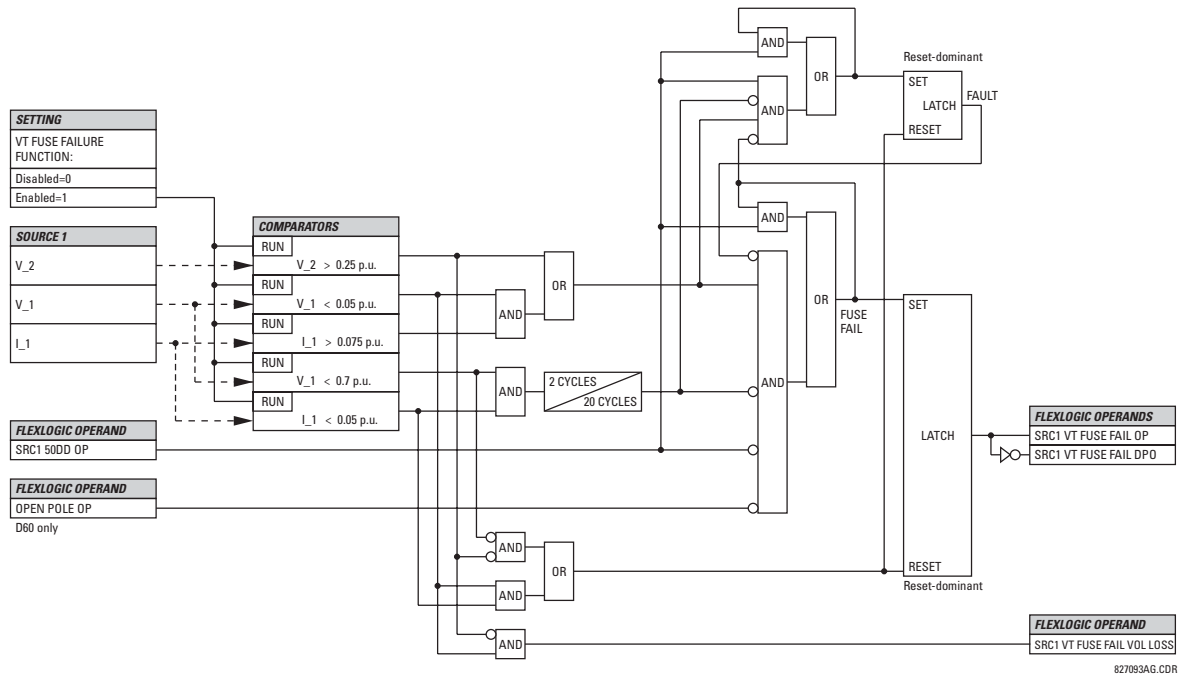 SETTING
VT FUSE FAILURE
FUNCTION:
Disabled=0
Enabled=1
SOURCE 1
V_2
V_1
I_1
FLEXLOGIC OPERAND
SRC1 50DD OP
FLEXLOGIC OPERAND
OPEN POLE OP
D60 only
COMPARATORS
RUN
V_2 > 0.25 p.u.
RUN
V_1 < 0.05 p.u.
RUN
I_1 > 0.075 p.u.
RUN
V_1 < 0.7 p.u.
RUN
I_1 < 0.05 p.u.
AND
OR
AND
2 CYCLES
20 CYCLES
AND
OR
AND
AND
AND
OR
AND
AND
OR
AND
Reset-dominant
SET
LATCH
RESET
FAULT
FUSE
FAIL
SET
LATCH
RESET
Reset-dominant
FLEXLOGIC OPERANDS
SRC1 VT FUSE FAIL OP
SRC1 VT FUSE FAIL DPO
FLEXLOGIC OPERAND
SRC1 VT FUSE FAIL VOL LOSS
827093AG.CDR